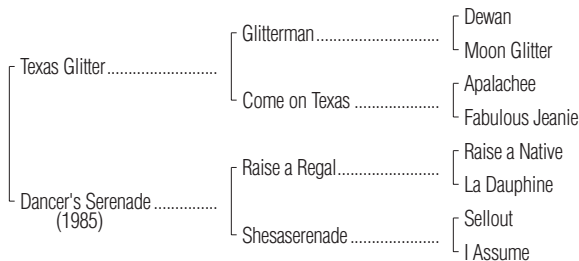 Dewan
Glitterman
Moon Glitter
Texas Glitter
Apalachee
Come on Texas
Fabulous Jeanie
Raise a Native
Raise a Regal
La Dauphine
Dancer's Serenade
(1985)
Sellout
Shesaserenade
I Assume